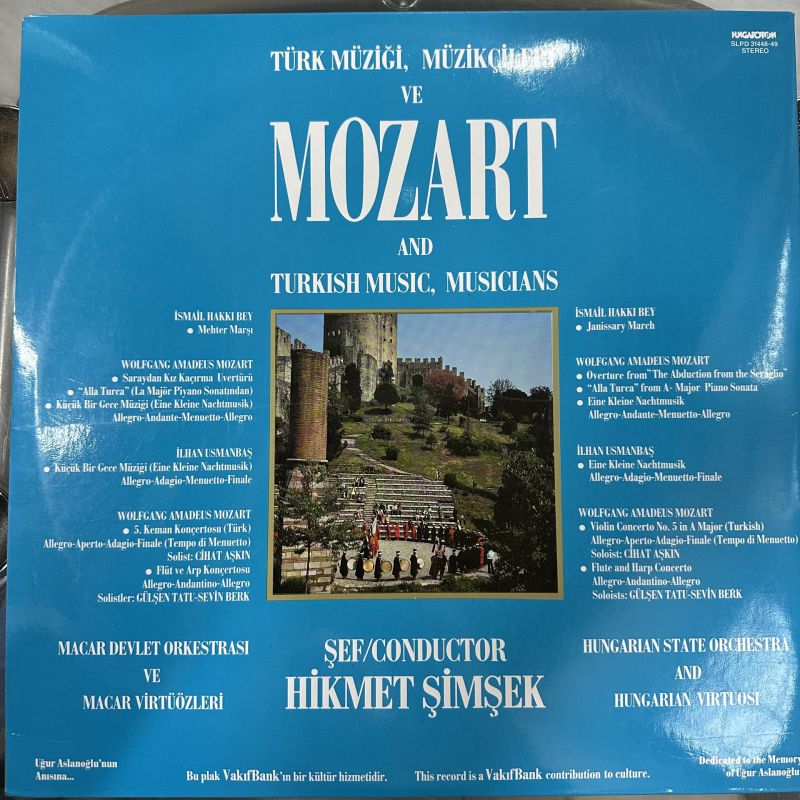 HUNGAROTON
SLPD 31448-49
STEREO
TÜRK MÜZİĞİ, MÜZİKÇİLERİ
VE
MOZART
AND
TURKISH MUSIC, MUSICIANS
İSMAİL HAKKI BEY
● Mehter Marşı
WOLFGANG AMADEUS MOZART
● Saraydan Kız Kaçırma Uvertürü
● “Alla Turca” (La Majör Piyano Sonatından)
● Küçük Bir Gece Müziği (Eine Kleine Nachtmusik)
Allegro-Andante-Menuetto-Allegro
İLHAN USMANBAŞ
● Küçük Bir Gece Müziği (Eine Kleine Nachtmusik)
Allegro-Adagio-Menuetto-Finale
WOLFGANG AMADEUS MOZART
● 5. Keman Konçertosu (Türk)
Allegro-Aperto-Adagio-Finale (Tempo di Menuetto)
Solist: CİHAT AŞKIN
● Flüt ve Arp Konçertosu
Allegro-Andantino-Allegro
Solistler: GÜLŞEN TATU-SEVİN BERK
İSMAİL HAKKI BEY
● Janissary March
WOLFGANG AMADEUS MOZART
● Overture from "The Abduction from the Seraglio"
● “Alla Turca” from A- Major Piano Sonata
● Eine Kleine Nachtmusik
Allegro-Andante-Menuetto-Allegro
İLHAN USMANBAŞ
● Eine Kleine Nachtmusik
Allegro-Adagio-Menuetto-Finale
WOLFGANG AMADEUS MOZART
● Violin Concerto No. 5 in A Major (Turkish)
Allegro-Aperto-Adagio-Finale (Tempo di Menuetto)
Soloist: CİHAT AŞKIN
● Flute and Harp Concerto
Allegro-Andantino-Allegro
Soloists: GÜLŞEN TATU-SEVİN BERK
MACAR DEVLET ORKESTRASI
VE
MACAR VİRTÜÖZLERİ
ŞEF/CONDUCTOR
HİKMET ŞİMŞEK
HUNGARIAN STATE ORCHESTRA
AND
HUNGARIAN VIRTUOSI
Uğur Aslanoğlu'nun
Anısına...
Bu plak VakıfBank'ın bir kültür hizmetidir.
This record is a VakıfBank contribution to culture.
Dedicated to the Memory
of Uğur Aslanoğlu